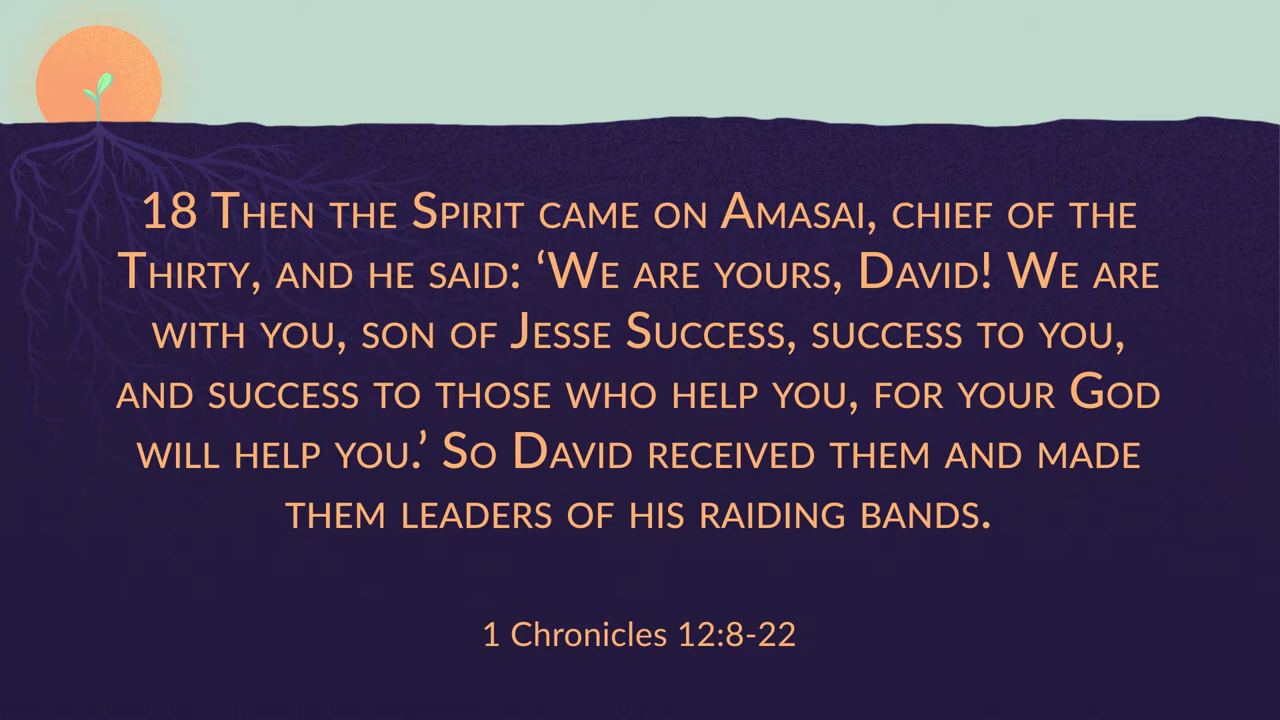 18 Then the Spirit came on Amasai, chief of the
Thirty, and he said: ‘We are yours, David! We are
with you, son of Jesse Success, success to you,
and success to those who help you, for your God
will help you.’ So David received them and made
them leaders of his raiding bands.
1 Chronicles 12:8-22